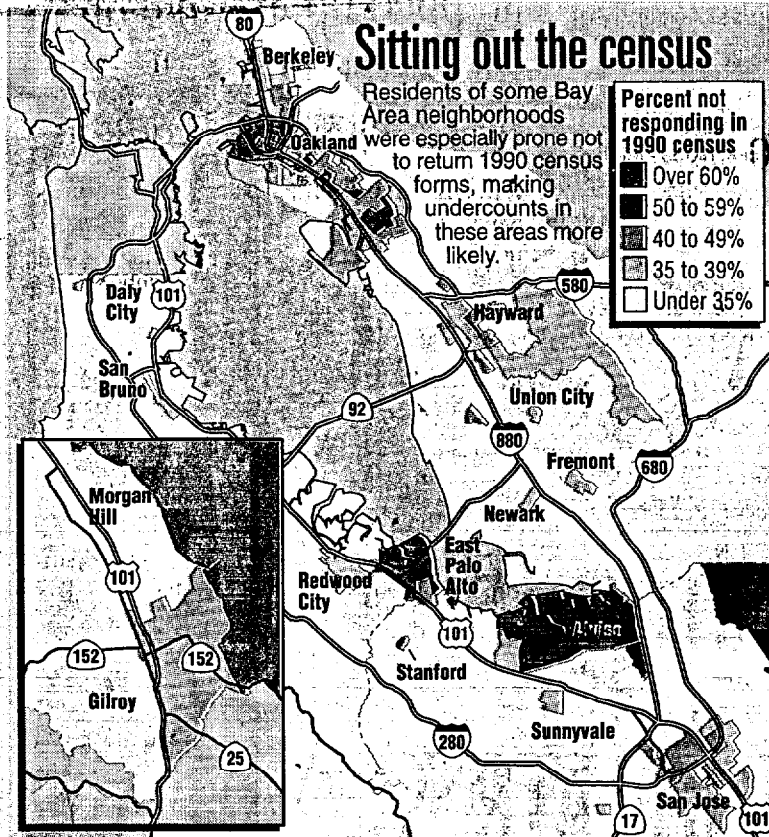 Sitting out the census
Residents of some Bay
Area neighborhoods
were especially prone not
to return 1990 census
forms, making
undercounts in
these areas more
likely.
Percent not
responding in
1990 census
Over 60%
50 to 59%
40 to 49%
35 to 39%
Under 35%
80
Berkeley
Oakland
Daly
City
101
580
Hayward
San
Bruno
92
Union City
880
Fremont
680
Newark
East
Palo
Alto
Redwood
City
101
Alviso
Stanford
Sunnyvale
280
San Jose
17
101
Morgan
Hill
101
152
152
Gilroy
25